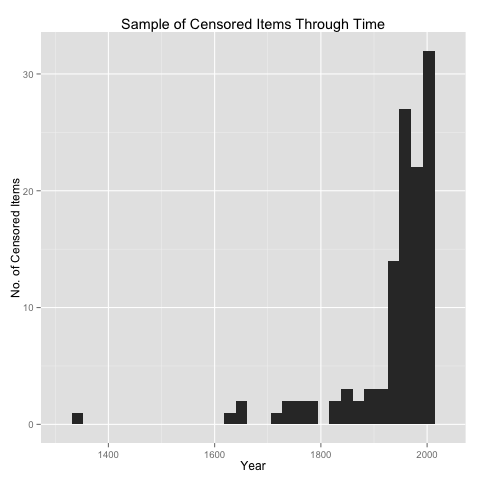 Sample of Censored Items Through Time
No. of Censored Items
30
20
10
0
1400 1600 1800 2000
Year